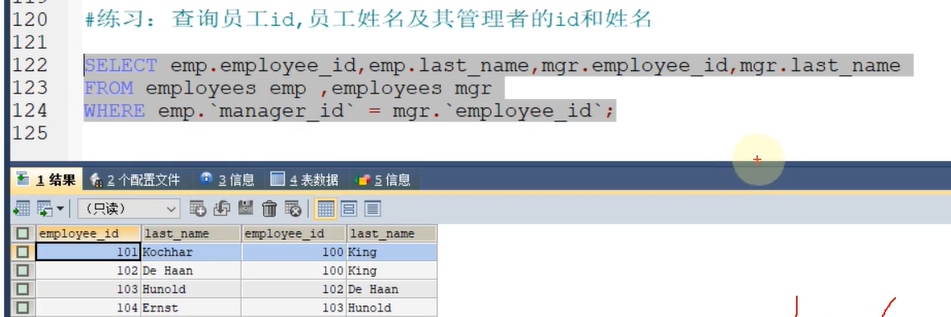 120 #练习：查询员工id,员工姓名及其管理者的id和姓名
121
122 SELECT emp.employee_id,emp.last_name,mgr.employee_id,mgr.last_name
123 FROM employees emp ,employees mgr
124 WHERE emp.`manager_id` = mgr.`employee_id`;
125
1 结果 2 个配置文件 3 信息 4 表数据 5 信息
(只读)
employee_id last_name employee_id last_name
101 Kochhar 100 King
102 De Haan 100 King
103 Hunold 102 De Haan
104 Ernst 103 Hunold